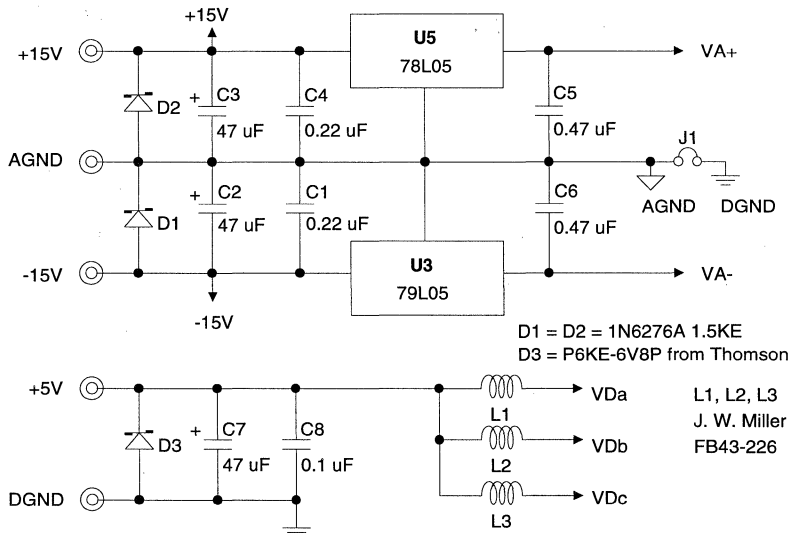 +15V
+15V
U5
78L05
VA+
D2
+
C3
47 uF
C4
0.22 uF
C5
0.47 uF
J1
AGND
+
C2
47 uF
C1
0.22 uF
C6
0.47 uF
AGND
DGND
D1
-15V
U3
79L05
VA-
-15V
D1 = D2 = 1N6276A 1.5KE
D3 = P6KE-6V8P from Thomson
+5V
VDa
L1, L2, L3
L1
J. W. Miller
D3
+
C7
47 uF
C8
0.1 uF
VDb
FB43-226
L2
DGND
VDc
L3